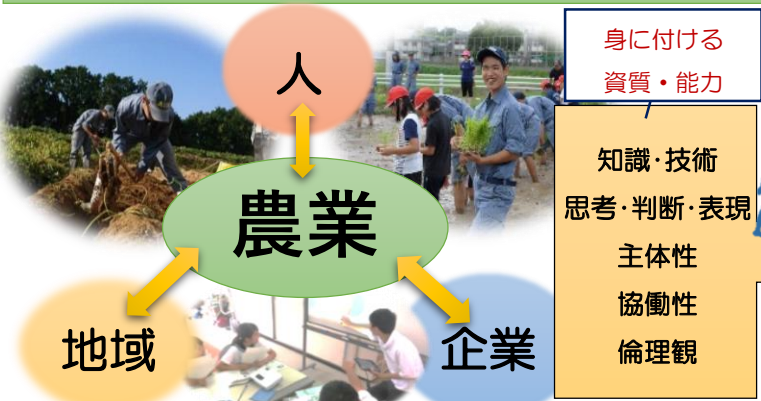 人
農業
地域
企業
身に付ける
資質・能力
知識・技術
思考・判断・表現
主体性
協働性
倫理観